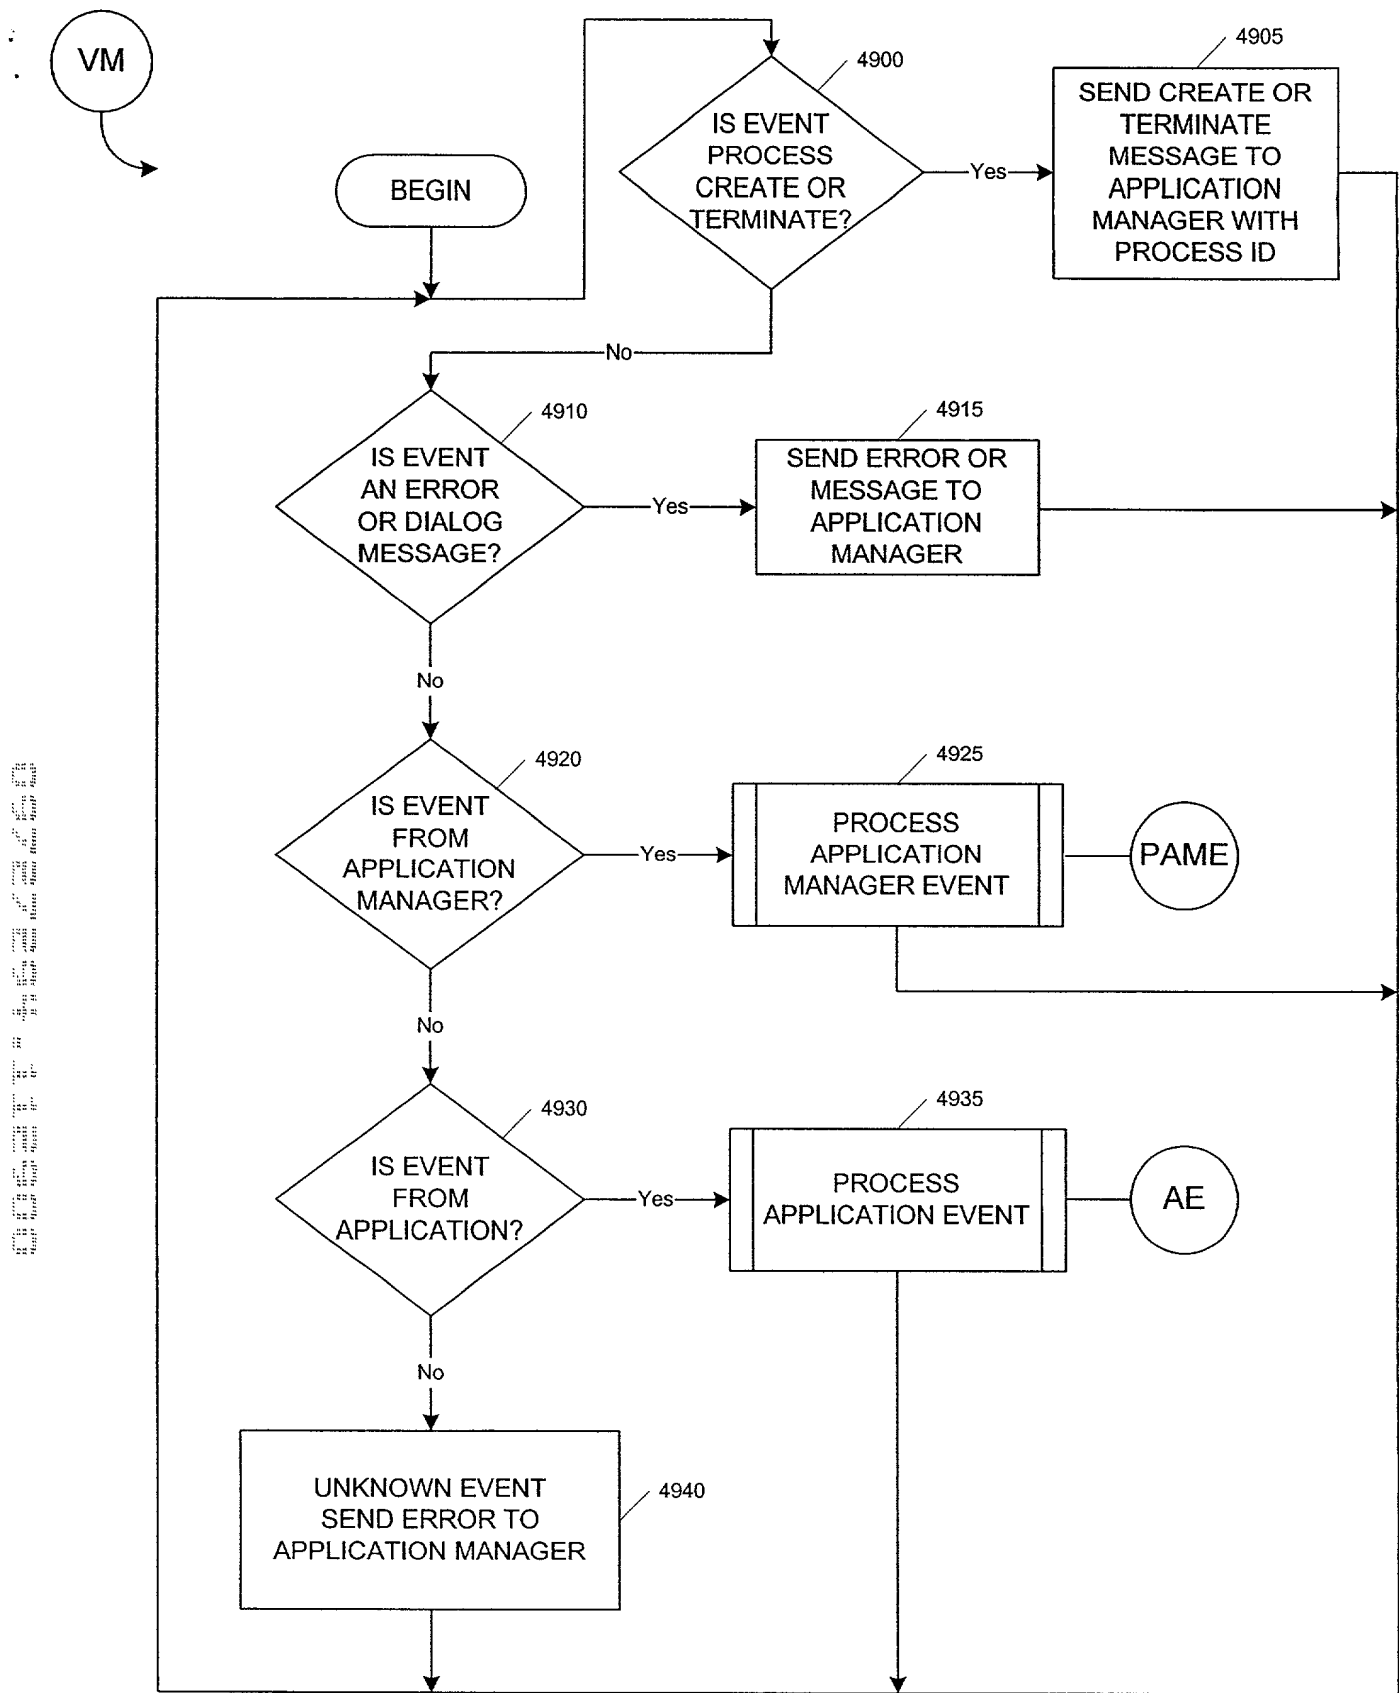 VM
4900
4905
IS EVENT
PROCESS
CREATE OR
TERMINATE?
Yes
SEND CREATE OR
TERMINATE
MESSAGE TO
APPLICATION
MANAGER WITH
PROCESS ID
BEGIN
No
4910
4915
IS EVENT
AN ERROR
OR DIALOG
MESSAGE?
Yes
SEND ERROR OR
MESSAGE TO
APPLICATION
MANAGER
No
4920
4925
IS EVENT
FROM
APPLICATION
MANAGER?
Yes
PROCESS
APPLICATION
MANAGER EVENT
PAME
No
4930
4935
IS EVENT
FROM
APPLICATION?
Yes
PROCESS
APPLICATION EVENT
AE
No
UNKNOWN EVENT
SEND ERROR TO
APPLICATION MANAGER
4940